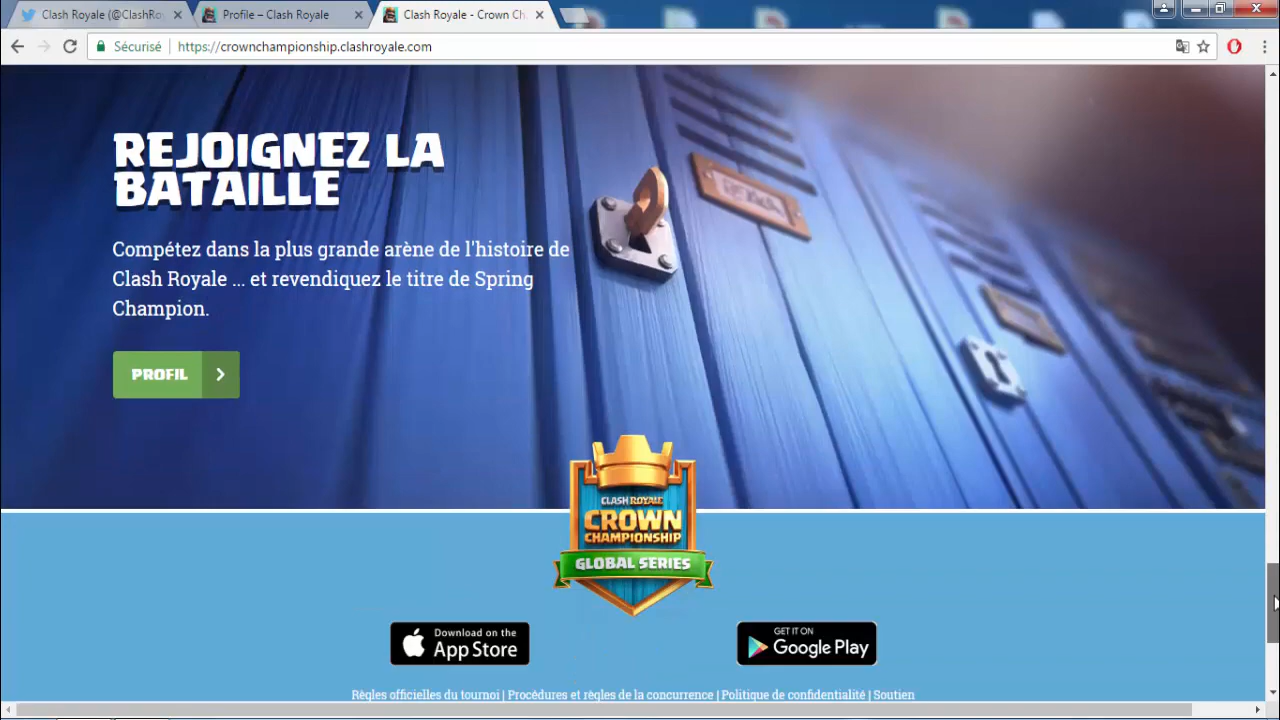 Clash Royale (@ClashRo
Profile – Clash Royale
Clash Royale - Crown Ch
Sécurisé
https://crownchampionship.clashroyale.com
REJOIGNEZ LA
BATAILLE
Compétez dans la plus grande arène de l'histoire de
Clash Royale ... et revendiquez le titre de Spring
Champion.
PROFIL
CLASH ROYALE
CROWN
CHAMPIONSHIP
GLOBAL SERIES
Download on the
App Store
GET IT ON
Google Play
Règles officielles du tournoi | Procédures et règles de la concurrence | Politique de confidentialité | Soutien